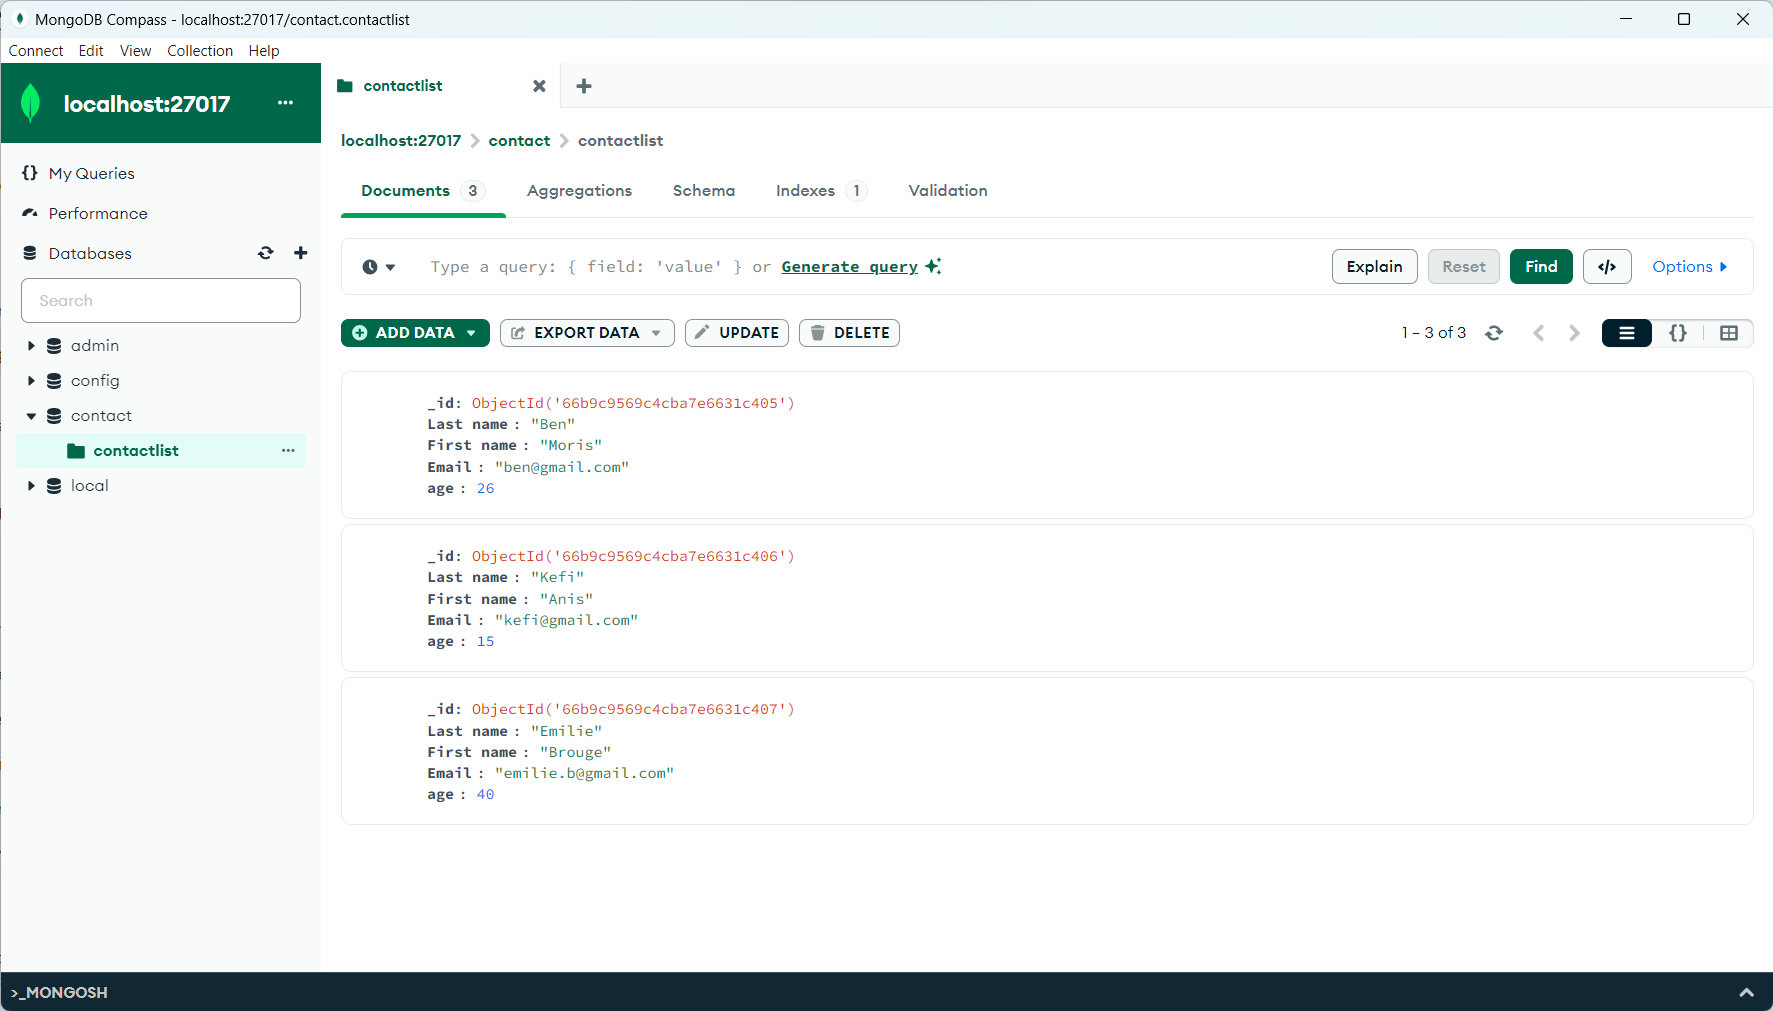 MongoDB Compass - localhost:27017/contact.contactlist
Connect Edit View Collection Help
localhost:27017 ...
contactlist
localhost:27017 > contact > contactlist
{} My Queries
Performance
Databases
Search
admin
config
contact
contactlist ...
local
Documents 3 Aggregations Schema Indexes 1 Validation
Type a query: { field: 'value' } or Generate query
Explain Reset Find </> Options
ADD DATA EXPORT DATA UPDATE DELETE
1 – 3 of 3 {}
_id: ObjectId('66b9c9569c4cba7e6631c405')
Last name : "Ben"
First name : "Moris"
Email : "ben@gmail.com"
age : 26
_id: ObjectId('66b9c9569c4cba7e6631c406')
Last name : "Kefi"
First name : "Anis"
Email : "kefi@gmail.com"
age : 15
_id: ObjectId('66b9c9569c4cba7e6631c407')
Last name : "Emilie"
First name : "Brouge"
Email : "emilie.b@gmail.com"
age : 40
>_MONGOSH